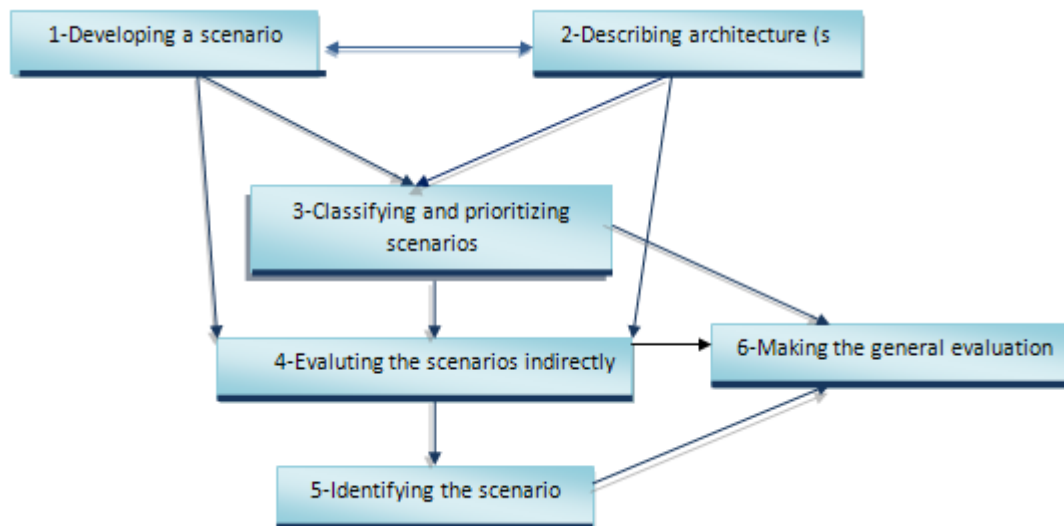 1-Developing a scenario
2-Describing architecture (s
3-Classifying and prioritizing
scenarios
4-Evaluting the scenarios indirectly
6-Making the general evaluation
5-Identifying the scenario